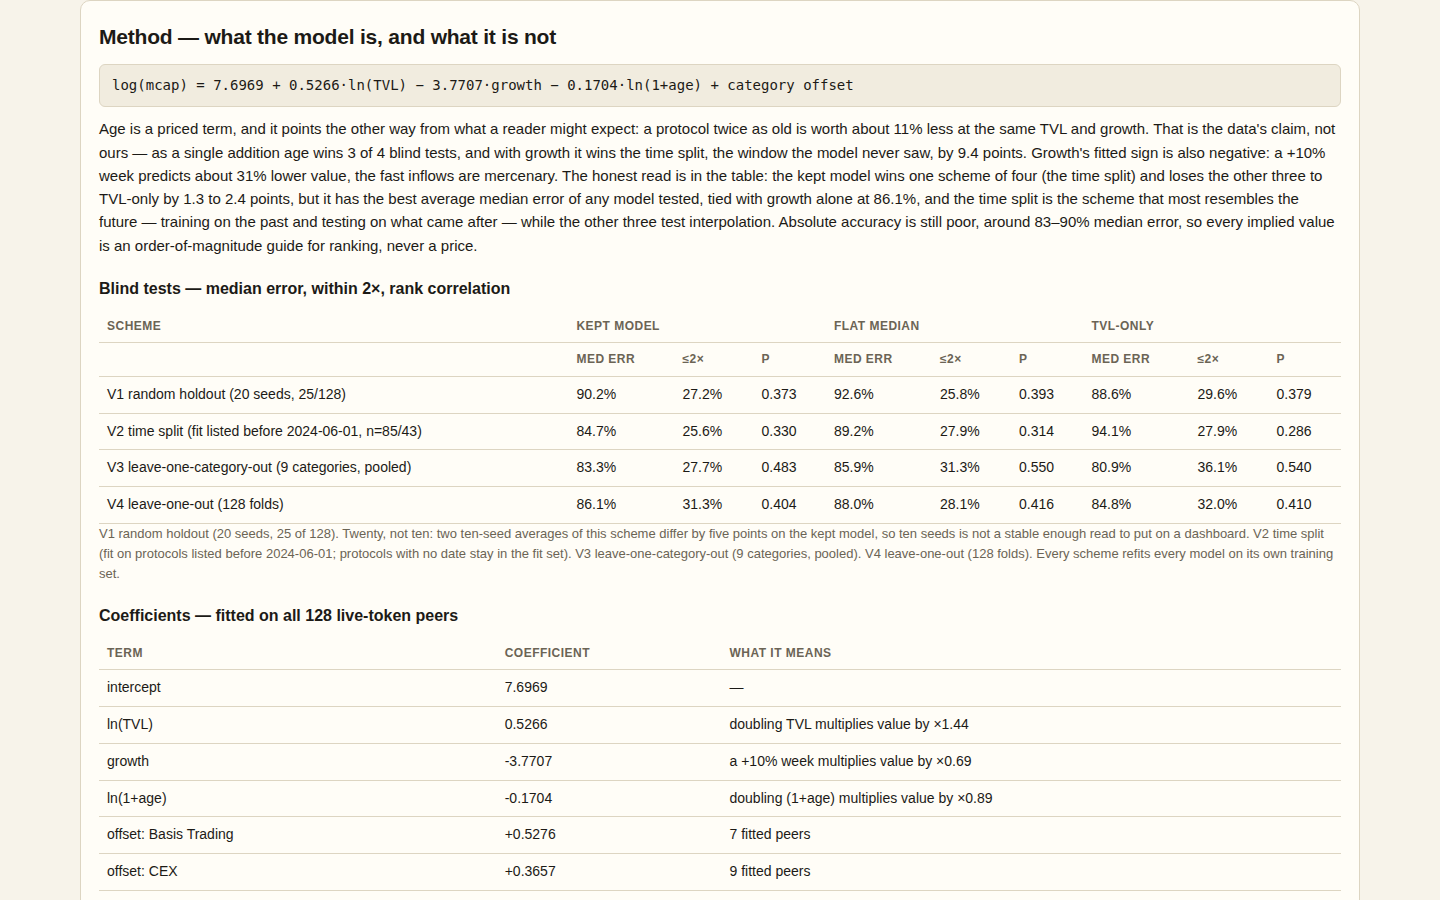 Method — what the model is, and what it is not
log(mcap) = 7.6969 + 0.5266·ln(TVL) − 3.7707·growth − 0.1704·ln(1+age) + category offset
Age is a priced term, and it points the other way from what a reader might expect: a protocol twice as old is worth about 11% less at the same TVL and growth. That is the data's claim, not
ours — as a single addition age wins 3 of 4 blind tests, and with growth it wins the time split, the window the model never saw, by 9.4 points. Growth's fitted sign is also negative: a +10%
week predicts about 31% lower value, the fast inflows are mercenary. The honest read is in the table: the kept model wins one scheme of four (the time split) and loses the other three to
TVL-only by 1.3 to 2.4 points, but it has the best average median error of any model tested, tied with growth alone at 86.1%, and the time split is the scheme that most resembles the
future — training on the past and testing on what came after — while the other three test interpolation. Absolute accuracy is still poor, around 83–90% median error, so every implied value
is an order-of-magnitude guide for ranking, never a price.
Blind tests — median error, within 2×, rank correlation
SCHEME KEPT MODEL FLAT MEDIAN TVL-ONLY
MED ERR ≤2× Ρ MED ERR ≤2× Ρ MED ERR ≤2× Ρ
V1 random holdout (20 seeds, 25/128) 90.2% 27.2% 0.373 92.6% 25.8% 0.393 88.6% 29.6% 0.379
V2 time split (fit listed before 2024-06-01, n=85/43) 84.7% 25.6% 0.330 89.2% 27.9% 0.314 94.1% 27.9% 0.286
V3 leave-one-category-out (9 categories, pooled) 83.3% 27.7% 0.483 85.9% 31.3% 0.550 80.9% 36.1% 0.540
V4 leave-one-out (128 folds) 86.1% 31.3% 0.404 88.0% 28.1% 0.416 84.8% 32.0% 0.410
V1 random holdout (20 seeds, 25 of 128). Twenty, not ten: two ten-seed averages of this scheme differ by five points on the kept model, so ten seeds is not a stable enough read to put on a dashboard. V2 time split
(fit on protocols listed before 2024-06-01; protocols with no date stay in the fit set). V3 leave-one-category-out (9 categories, pooled). V4 leave-one-out (128 folds). Every scheme refits every model on its own training
set.
Coefficients — fitted on all 128 live-token peers
TERM COEFFICIENT WHAT IT MEANS
intercept 7.6969 —
ln(TVL) 0.5266 doubling TVL multiplies value by ×1.44
growth -3.7707 a +10% week multiplies value by ×0.69
ln(1+age) -0.1704 doubling (1+age) multiplies value by ×0.89
offset: Basis Trading +0.5276 7 fitted peers
offset: CEX +0.3657 9 fitted peers